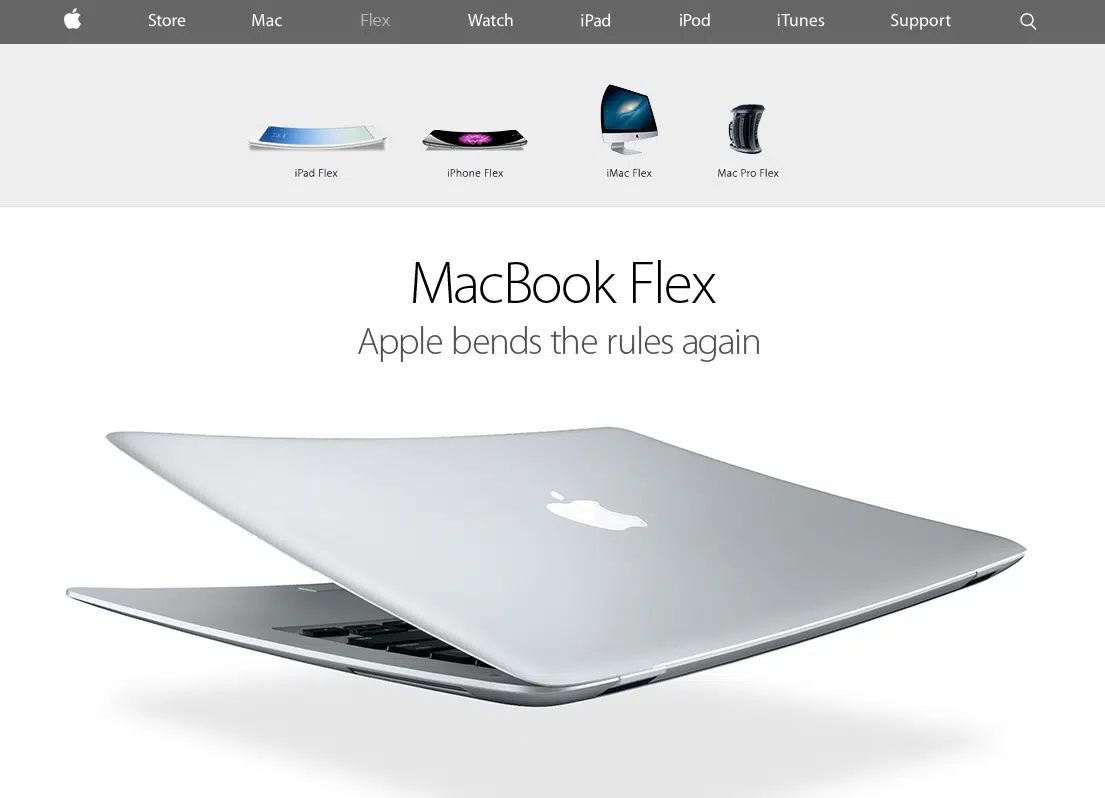 Store Mac Flex Watch iPad iPod iTunes Support
iPad Flex iPhone Flex iMac Flex Mac Pro Flex
MacBook Flex
Apple bends the rules again